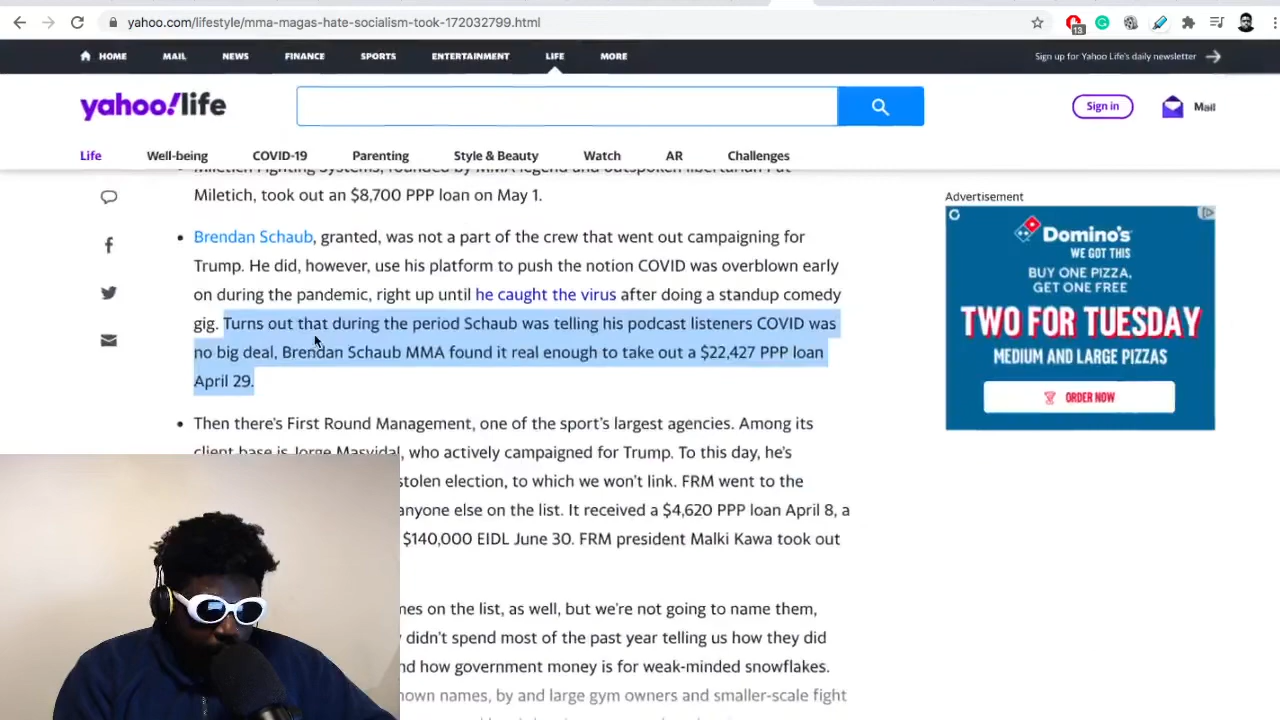 yahoo.com/lifestyle/mma-magas-hate-socialism-took-172032799.html
13
HOME MAIL NEWS FINANCE SPORTS ENTERTAINMENT LIFE MORE Sign up for Yahoo Life's daily newsletter
yahoo!life
Sign in
Mail
Life Well-being COVID-19 Parenting Style & Beauty Watch AR Challenges
Miletich Fighting Systems, founded by MMA legend and outspoken libertarian Pat
Miletich, took out an $8,700 PPP loan on May 1.
Brendan Schaub, granted, was not a part of the crew that went out campaigning for
Trump. He did, however, use his platform to push the notion COVID was overblown early
on during the pandemic, right up until he caught the virus after doing a standup comedy
gig. Turns out that during the period Schaub was telling his podcast listeners COVID was
no big deal, Brendan Schaub MMA found it real enough to take out a $22,427 PPP loan
April 29.
Then there's First Round Management, one of the sport's largest agencies. Among its
client base is Jorge Masvidal, who actively campaigned for Trump. To this day, he's
stolen election, to which we won't link. FRM went to the
anyone else on the list. It received a $4,620 PPP loan April 8, a
$140,000 EIDL June 30. FRM president Malki Kawa took out
on the list, as well, but we're not going to name them,
didn't spend most of the past year telling us how they did
how government money is for weak-minded snowflakes.
names, by and large gym owners and smaller-scale fight
Advertisement
Domino's
WE GOT THIS
BUY ONE PIZZA,
GET ONE FREE
TWO FOR TUESDAY
MEDIUM AND LARGE PIZZAS
ORDER NOW